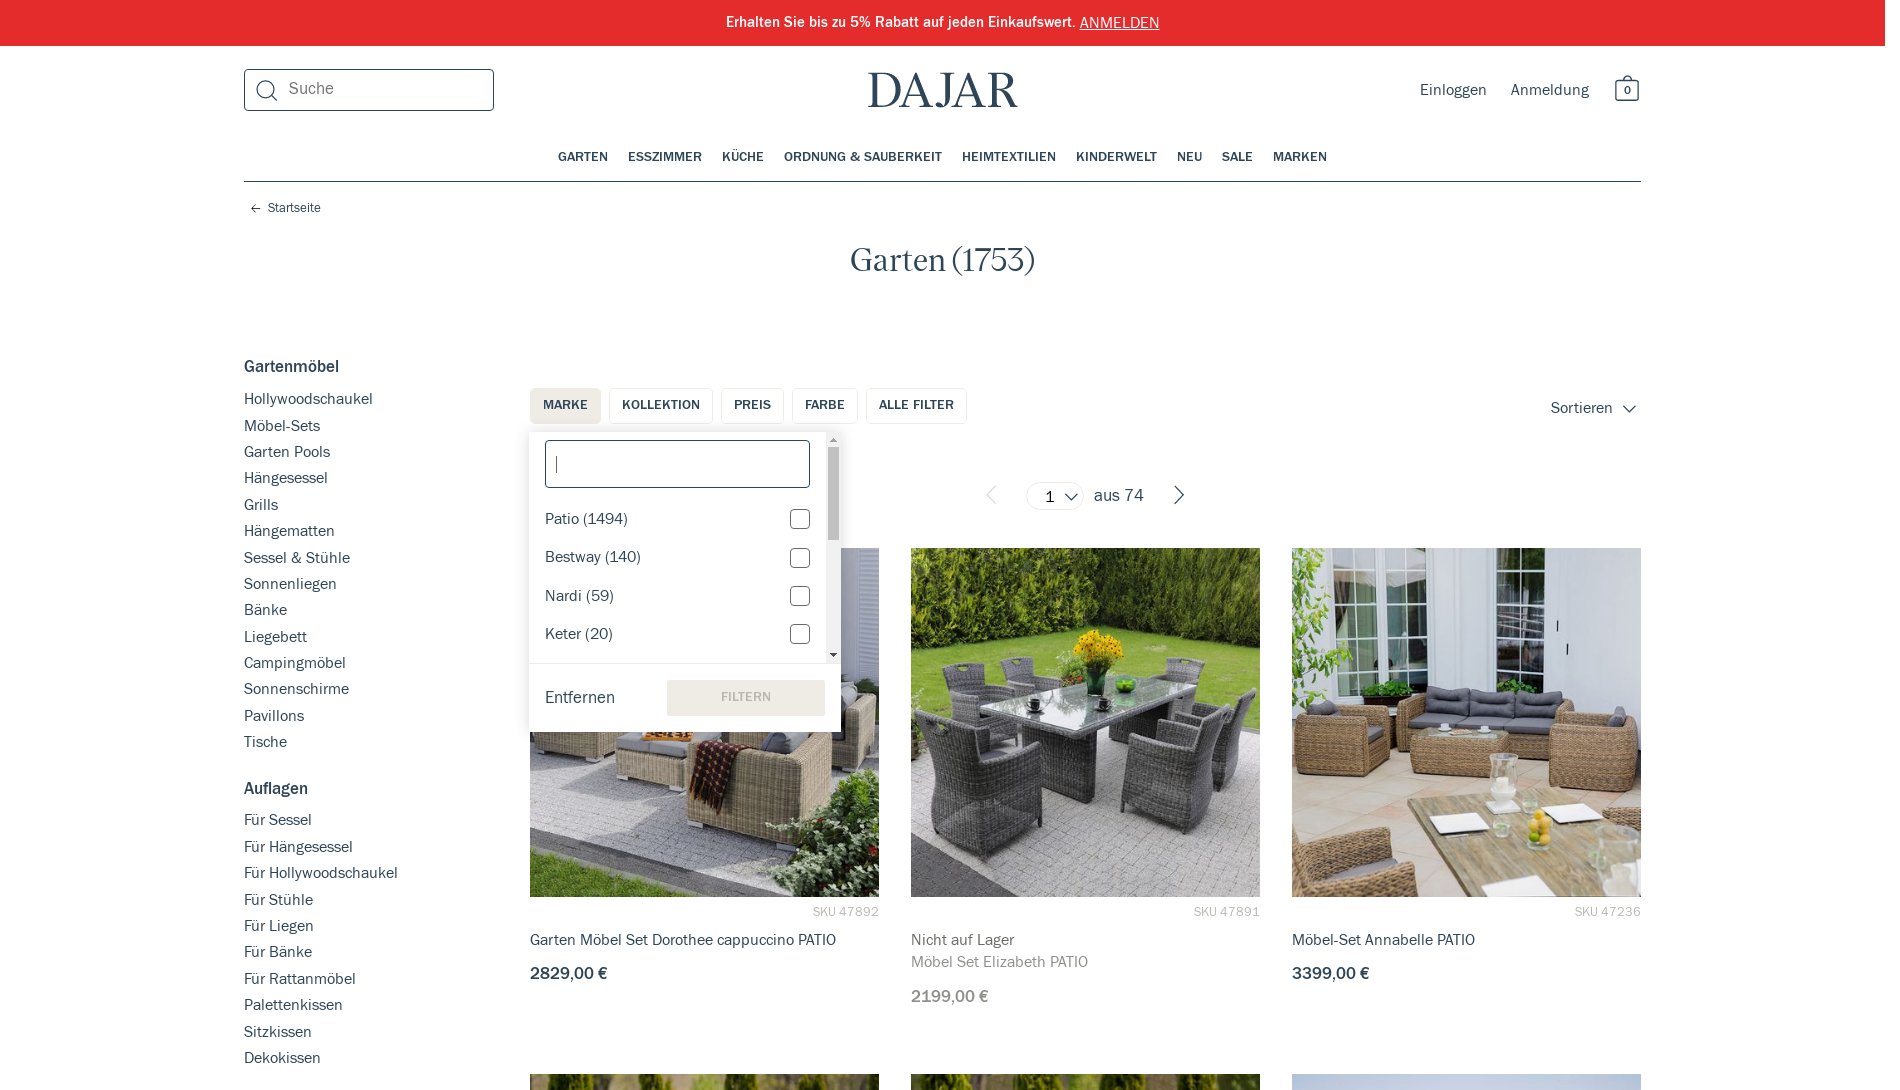 Erhalten Sie bis zu 5% Rabatt auf jeden Einkaufswert. ANMELDEN
Suche
DAJAR
Einloggen
Anmeldung
0
GARTEN ESSZIMMER KÜCHE ORDNUNG & SAUBERKEIT HEIMTEXTILIEN KINDERWELT NEU SALE MARKEN
Startseite
Garten (1753)
Gartenmöbel
Hollywoodschaukel
Möbel-Sets
Garten Pools
Hängesessel
Grills
Hängematten
Sessel & Stühle
Sonnenliegen
Bänke
Liegebett
Campingmöbel
Sonnenschirme
Pavillons
Tische
Auflagen
Für Sessel
Für Hängesessel
Für Hollywoodschaukel
Für Stühle
Für Liegen
Für Bänke
Für Rattanmöbel
Palettenkissen
Sitzkissen
Dekokissen
MARKE KOLLEKTION PREIS FARBE ALLE FILTER
Sortieren
Patio (1494)
Bestway (140)
Nardi (59)
Keter (20)
Entfernen
FILTERN
1 aus 74
SKU 47892
Garten Möbel Set Dorothee cappuccino PATIO
2829,00 €
SKU 47891
Nicht auf Lager
Möbel Set Elizabeth PATIO
2199,00 €
SKU 47236
Möbel-Set Annabelle PATIO
3399,00 €